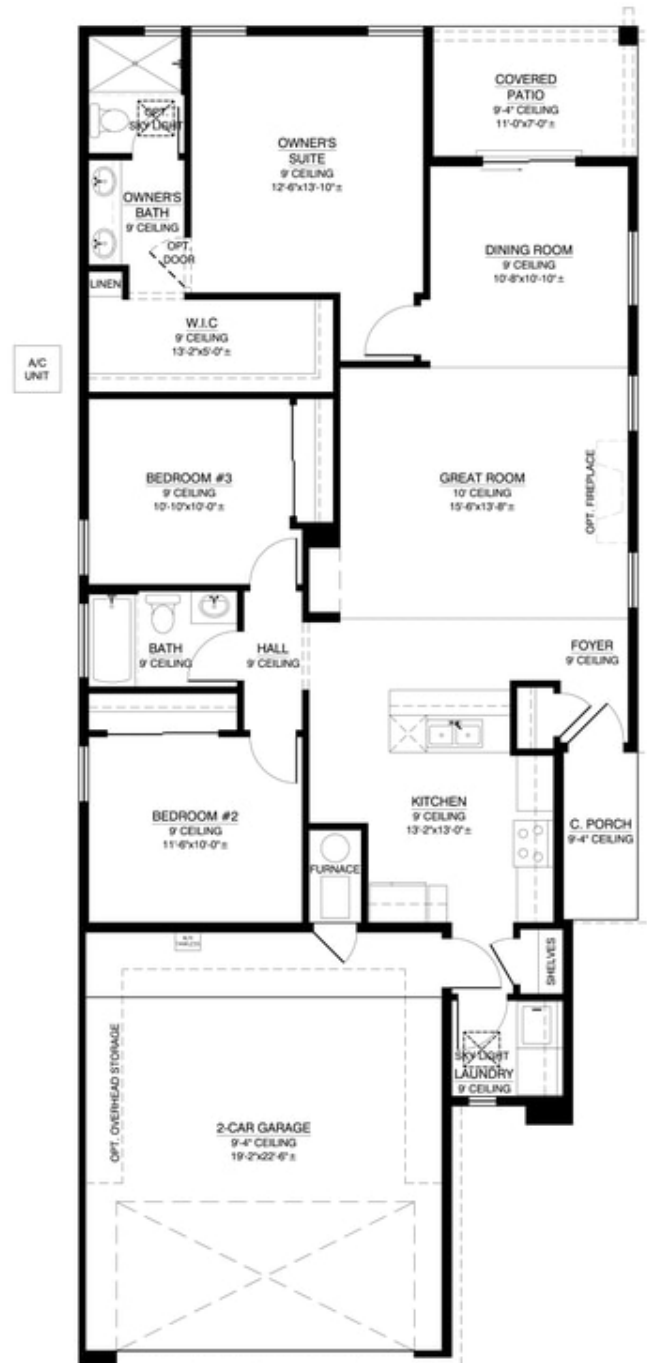 COVERED
PATIO
9'-4" CEILING
11'-0"x7'-0"±
OPT.
SKY LIGHT
OWNER'S
SUITE
9' CEILING
12'-6"x13'-10"±
OWNER'S
BATH
9' CEILING
OPT.
DOOR
DINING ROOM
9' CEILING
10'-8"x10'-10"±
LINEN
W.I.C
9' CEILING
13'-2"x5'-0"±
A/C
UNIT
BEDROOM #3
9' CEILING
10'-10"x10'-0"±
GREAT ROOM
10' CEILING
15'-6"x13'-8"±
OPT. FIREPLACE
BATH
9' CEILING
HALL
9' CEILING
FOYER
9' CEILING
BEDROOM #2
9' CEILING
11'-6"x10'-0"±
KITCHEN
9' CEILING
13'-2"x13'-0"±
C. PORCH
9'-4" CEILING
FURNACE
SHELVES
SKY LIGHT
LAUNDRY
9' CEILING
OPT. OVERHEAD STORAGE
2-CAR GARAGE
9'-4" CEILING
19'-2"x22'-6"±